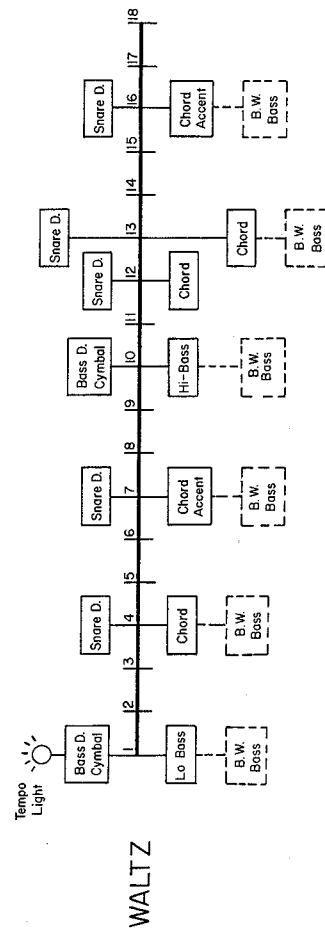 WALTZ
Tempo
Light
Bass D.
Cymbal
Snare D.
Snare D.
Bass D.
Cymbal
Snare D.
Snare D.
Snare D.
1 2 3 4 5 6 7 8 9 10 11 12 13 14 15 16 17 18
Lo Bass
Chord
Chord
Accent
Hi-Bass
Chord
Chord
Chord
Accent
B.W.
Bass
B.W.
Bass
B.W.
Bass
B.W.
Bass
B.W.
Bass
B.W.
Bass